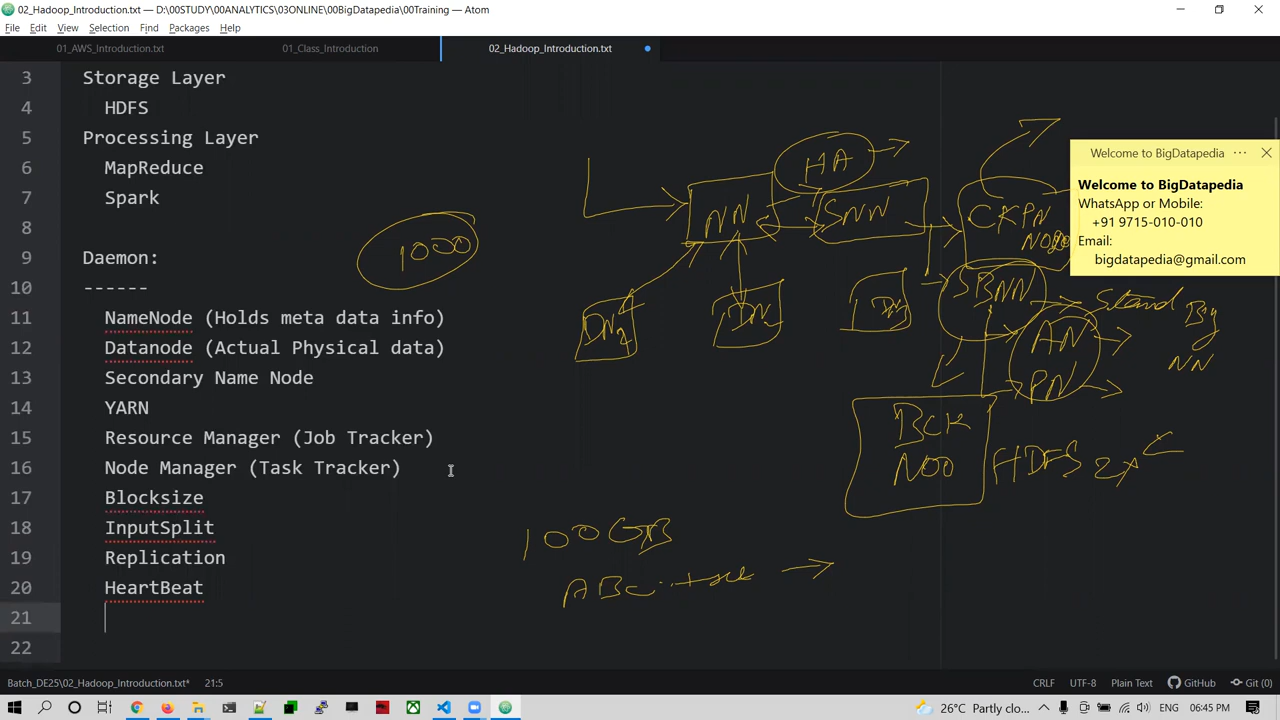 02_Hadoop_Introduction.txt — D:\00STUDY\00ANALYTICS\03ONLINE\00BigDatapedia\00Training — Atom
File Edit View Selection Find Packages Help
01_AWS_Introduction.txt 01_Class_Introduction 02_Hadoop_Introduction.txt
3 Storage Layer
4 HDFS
5 Processing Layer
6 MapReduce
7 Spark
8
9 Daemon:
10 ------
11 NameNode (Holds meta data info)
12 Datanode (Actual Physical data)
13 Secondary Name Node
14 YARN
15 Resource Manager (Job Tracker)
16 Node Manager (Task Tracker)
17 Blocksize
18 InputSplit
19 Replication
20 HeartBeat
21
22
1000
HA
NN SNN CKPN
DN DN DN
SBNN Stand By
NN
AN
PN
BCK
HDFS 2x
100GB
Welcome to BigDatapedia
Welcome to BigDatapedia
WhatsApp or Mobile:
+91 9715-010-010
Email:
bigdatapedia@gmail.com
Batch_DE25\02_Hadoop_Introduction.txt* 21:5 CRLF UTF-8 Plain Text GitHub Git (0)
26°C Partly clo... ENG 06:45 PM